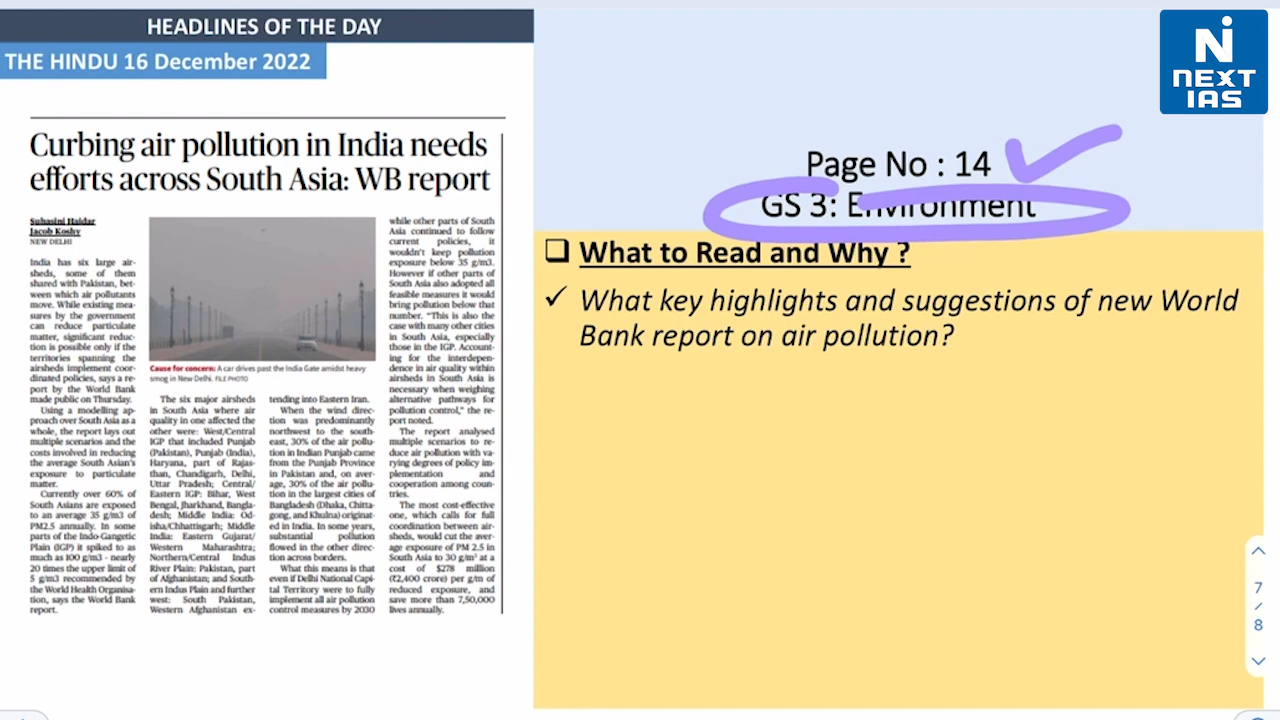 HEADLINES OF THE DAY
THE HINDU 16 December 2022
Curbing air pollution in India needs
efforts across South Asia: WB report
Suhasini Haidar
Jacob Koshy
NEW DELHI
India has six large air-
sheds, some of them
shared with Pakistan, bet-
ween which air pollutants
move. While existing mea-
sures by the government
can reduce particulate
matter, significant reduc-
tion is possible only if the
territories spanning the
airsheds implement coor-
dinated policies, says a re-
port by the World Bank
made public on Thursday.
Using a modelling ap-
proach over South Asia as a
whole, the report lays out
multiple scenarios and the
costs involved in reducing
the average South Asian's
exposure to particulate
matter.
Currently over 60% of
South Asians are exposed
to an average 35 g/m3 of
PM2.5 annually. In some
parts of the Indo-Gangetic
Plain (IGP) it spiked to as
much as 100 g/m3 - nearly
20 times the upper limit of
5 g/m3 recommended by
the World Health Organisa-
tion, says the World Bank
report.
Cause for concern: A car drives past the India Gate amidst heavy
smog in New Delhi. FILE PHOTO
The six major airsheds
in South Asia where air
quality in one affected the
other were: West/Central
IGP that included Punjab
(Pakistan), Punjab (India),
Haryana, part of Rajas-
than, Chandigarh, Delhi,
Uttar Pradesh; Central/
Eastern IGP: Bihar, West
Bengal, Jharkhand, Bangla-
desh; Middle India: Od-
isha/Chhattisgarh; Middle
India: Eastern Gujarat/
Western Maharashtra;
Northern/Central Indus
River Plain: Pakistan, part
of Afghanistan; and South-
ern Indus Plain and further
west: South Pakistan,
Western Afghanistan ex-
tending into Eastern Iran.
When the wind direc-
tion was predominantly
northwest to the south-
east, 30% of the air pollu-
tion in Indian Punjab came
from the Punjab Province
in Pakistan and, on aver-
age, 30% of the air pollu-
tion in the largest cities of
Bangladesh (Dhaka, Chitta-
gong, and Khulna) originat-
ed in India. In some years,
substantial pollution
flowed in the other direc-
tion across borders.
What this means is that
even if Delhi National Capi-
tal Territory were to fully
implement all air pollution
control measures by 2030
while other parts of South
Asia continued to follow
current policies, it
wouldn't keep pollution
exposure below 35 g/m3.
However if other parts of
South Asia also adopted all
feasible measures it would
bring pollution below that
number. "This is also the
case with many other cities
in South Asia, especially
those in the IGP. Account-
ing for the interdepen-
dence in air quality within
airsheds in South Asia is
necessary when weighing
alternative pathways for
pollution control," the re-
port noted.
The report analysed
multiple scenarios to re-
duce air pollution with va-
rying degrees of policy im-
plementation and
cooperation among coun-
tries.
The most cost-effective
one, which calls for full
coordination between air-
sheds, would cut the aver-
age exposure of PM 2.5 in
South Asia to 30 g/m³ at a
cost of $278 million
(₹2,400 crore) per g/m of
reduced exposure, and
save more than 7,50,000
lives annually.
N
NEXT
IAS
Page No : 14
GS 3: Environment
What to Read and Why ?
What key highlights and suggestions of new World
Bank report on air pollution?
7
/
8